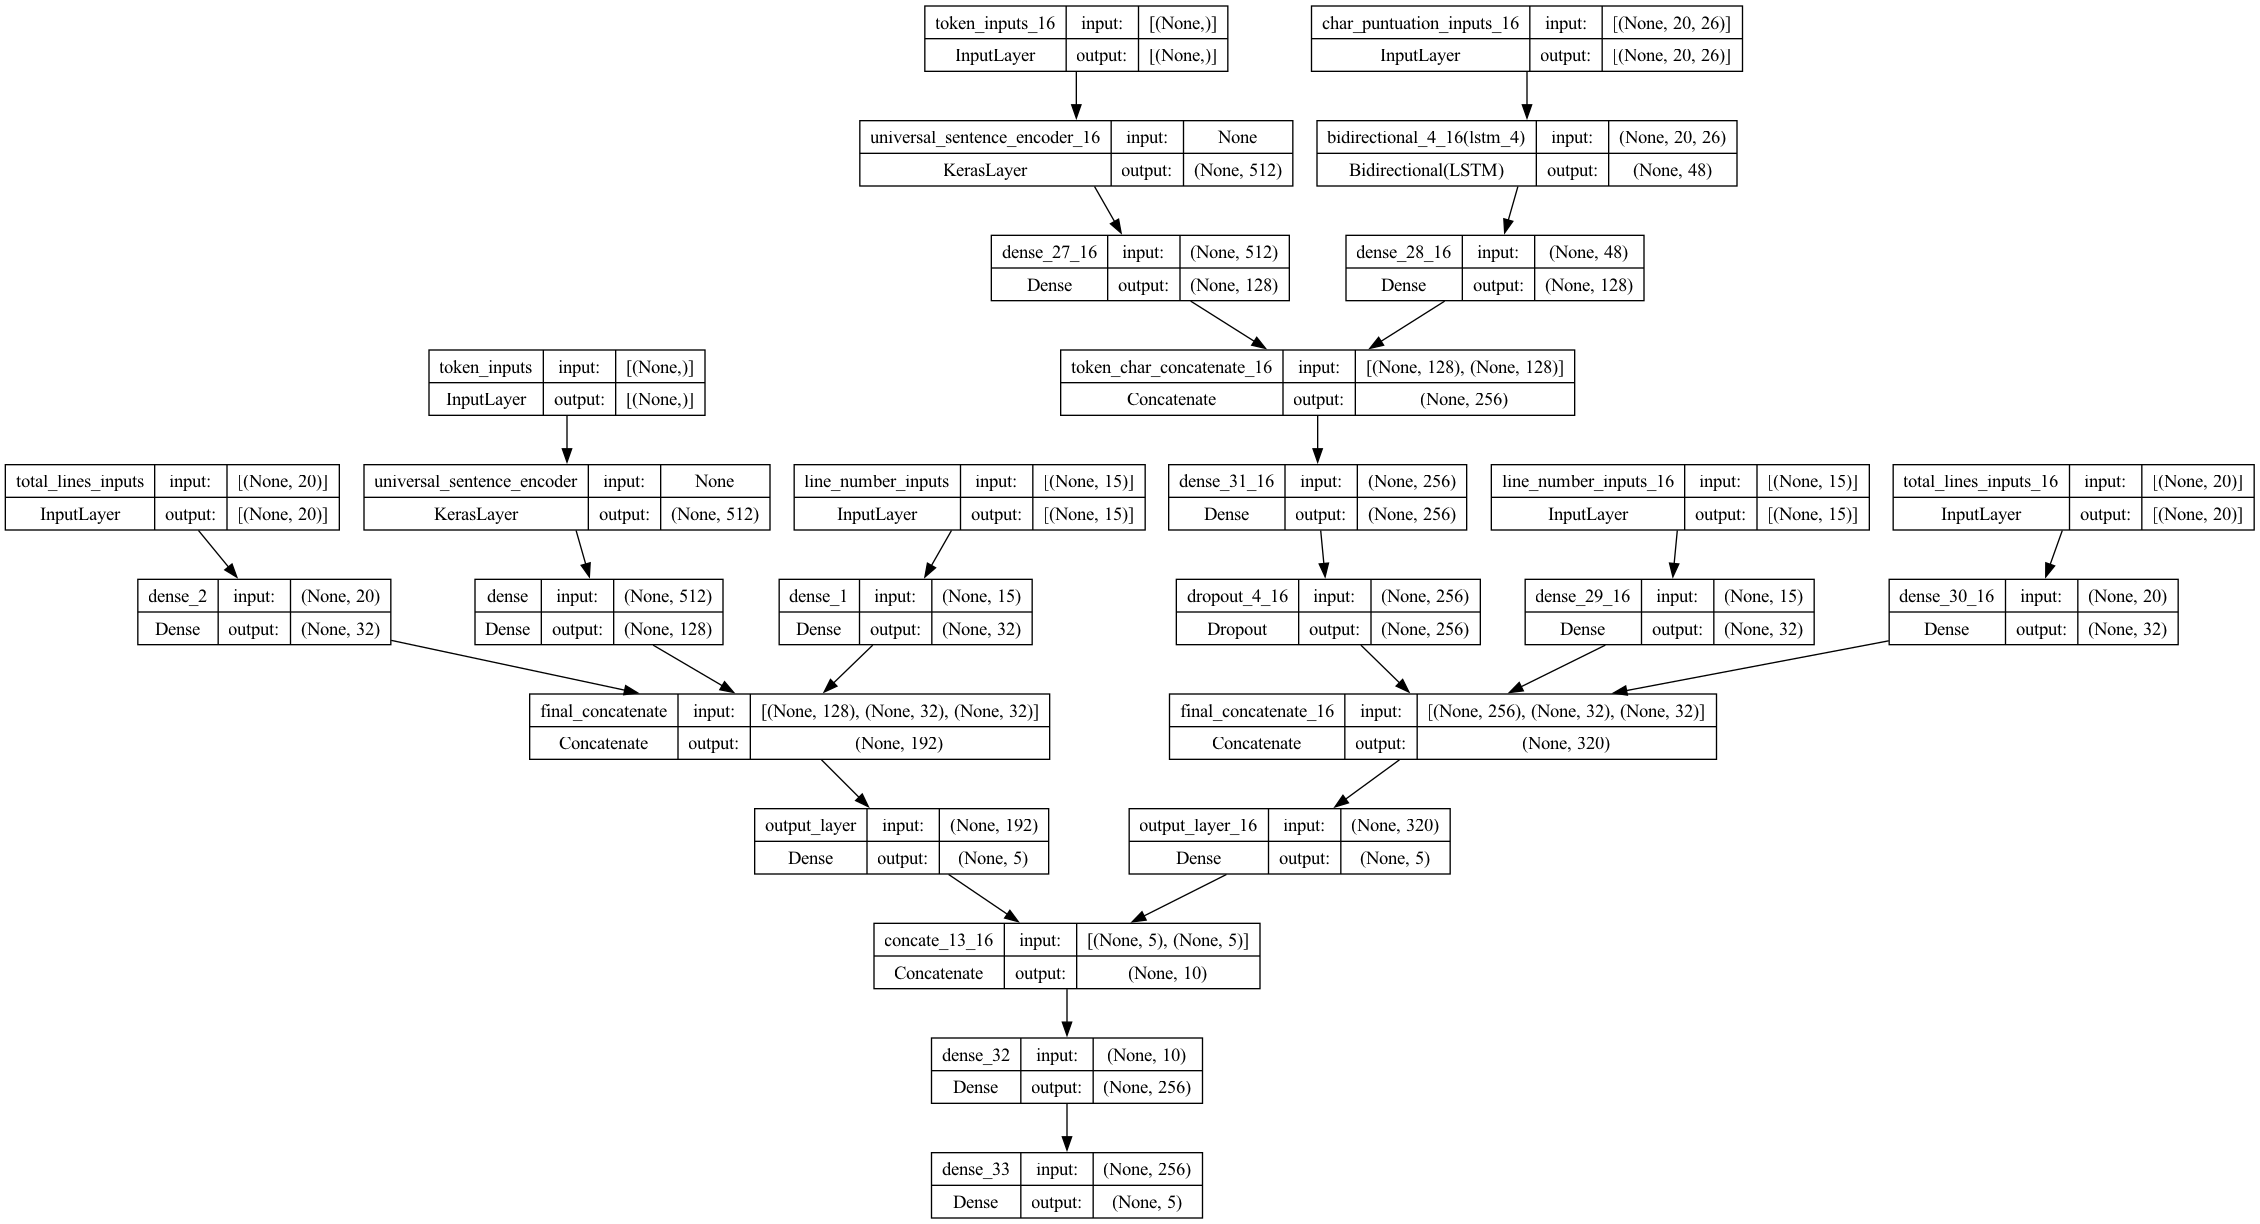 token_inputs_16 input: [(None,)]
InputLayer output: [(None,)]
char_puntuation_inputs_16 input: [(None, 20, 26)]
InputLayer output: [(None, 20, 26)]
universal_sentence_encoder_16 input: None
KerasLayer output: (None, 512)
bidirectional_4_16(lstm_4) input: (None, 20, 26)
Bidirectional(LSTM) output: (None, 48)
dense_27_16 input: (None, 512)
Dense output: (None, 128)
dense_28_16 input: (None, 48)
Dense output: (None, 128)
token_inputs input: [(None,)]
InputLayer output: [(None,)]
token_char_concatenate_16 input: [(None, 128), (None, 128)]
Concatenate output: (None, 256)
total_lines_inputs input: [(None, 20)]
InputLayer output: [(None, 20)]
universal_sentence_encoder input: None
KerasLayer output: (None, 512)
line_number_inputs input: [(None, 15)]
InputLayer output: [(None, 15)]
dense_31_16 input: (None, 256)
Dense output: (None, 256)
line_number_inputs_16 input: [(None, 15)]
InputLayer output: [(None, 15)]
total_lines_inputs_16 input: [(None, 20)]
InputLayer output: [(None, 20)]
dense_2 input: (None, 20)
Dense output: (None, 32)
dense input: (None, 512)
Dense output: (None, 128)
dense_1 input: (None, 15)
Dense output: (None, 32)
dropout_4_16 input: (None, 256)
Dropout output: (None, 256)
dense_29_16 input: (None, 15)
Dense output: (None, 32)
dense_30_16 input: (None, 20)
Dense output: (None, 32)
final_concatenate input: [(None, 128), (None, 32), (None, 32)]
Concatenate output: (None, 192)
final_concatenate_16 input: [(None, 256), (None, 32), (None, 32)]
Concatenate output: (None, 320)
output_layer input: (None, 192)
Dense output: (None, 5)
output_layer_16 input: (None, 320)
Dense output: (None, 5)
concate_13_16 input: [(None, 5), (None, 5)]
Concatenate output: (None, 10)
dense_32 input: (None, 10)
Dense output: (None, 256)
dense_33 input: (None, 256)
Dense output: (None, 5)